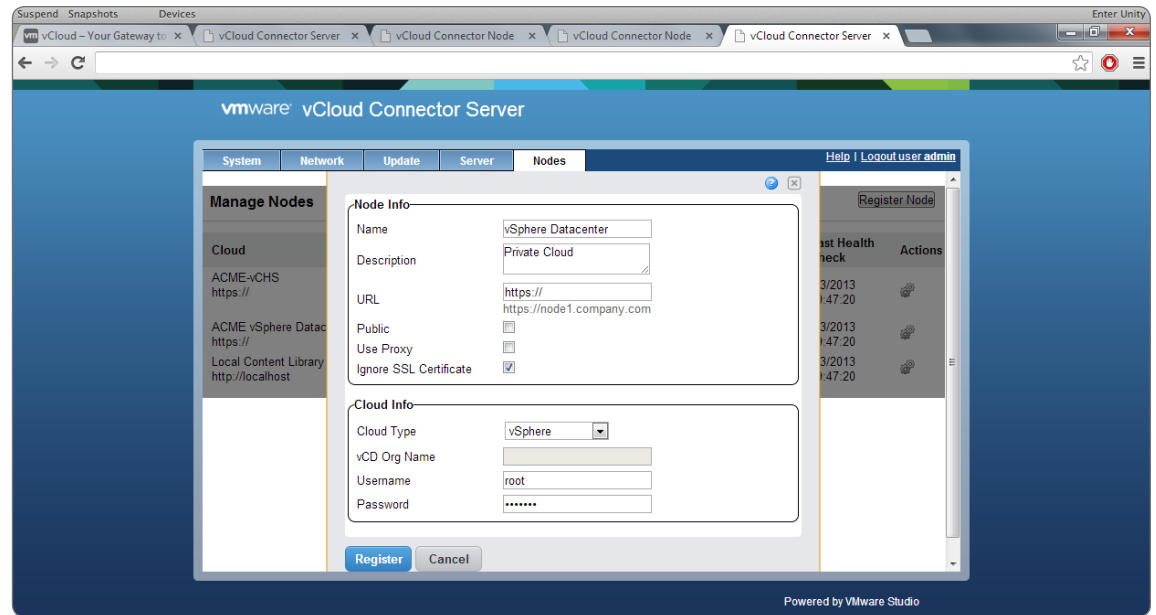 Suspend Snapshots Devices Enter Unity
vCloud – Your Gateway to
vCloud Connector Server
vCloud Connector Node
vCloud Connector Node
vCloud Connector Server
vmware vCloud Connector Server
System Network Update Server Nodes
Help | Logout user admin
Manage Nodes
Register Node
Cloud
ast Health
heck
Actions
ACME-vCHS
https://
3/2013
:47:20
ACME vSphere Datac
https://
3/2013
:47:20
Local Content Library
http://localhost
3/2013
:47:20
Node Info
Name vSphere Datacenter
Description Private Cloud
URL https://
https://node1.company.com
Public
Use Proxy
Ignore SSL Certificate
Cloud Info
Cloud Type vSphere
vCD Org Name
Username root
Password •••••••
Register Cancel
Powered by VMware Studio